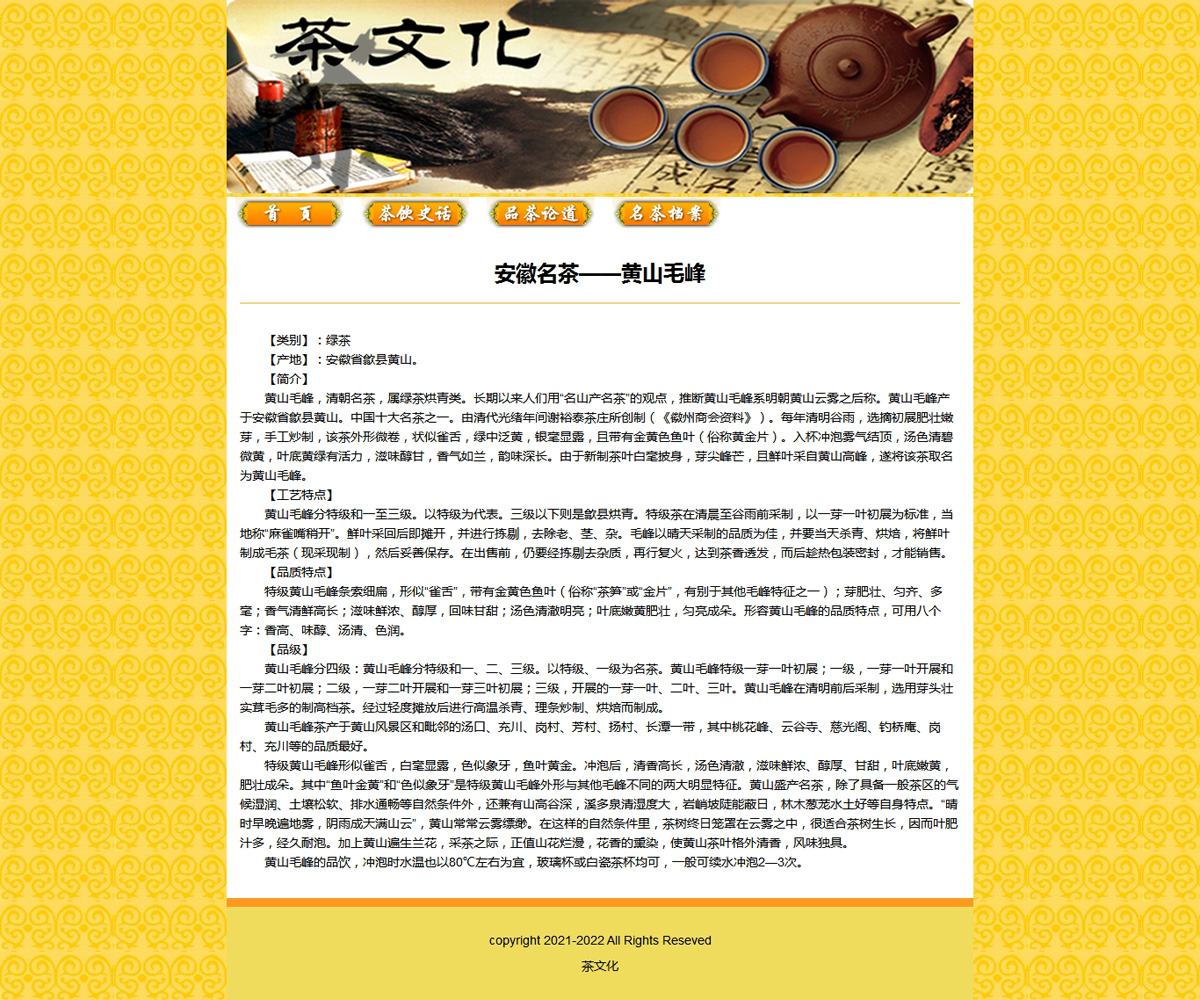 茶文化
首 頁
茶饮史话
品茶论道
名茶档案
安徽名茶——黄山毛峰
【类别】：绿茶
【产地】：安徽省歙县黄山。
【简介】
黄山毛峰，清朝名茶，属绿茶烘青类。长期以来人们用“名山产名茶”的观点，推断黄山毛峰系明朝黄山云雾之后称。黄山毛峰产
于安徽省歙县黄山。中国十大名茶之一。由清代光绪年间谢裕泰茶庄所创制（《徽州商会资料》）。每年清明谷雨，选摘初展肥壮嫩
芽，手工炒制，该茶外形微卷，状似雀舌，绿中泛黄，银毫显露，且带有金黄色鱼叶（俗称黄金片）。入杯冲泡雾气结顶，汤色清碧
微黄，叶底黄绿有活力，滋味醇甘，香气如兰，韵味深长。由于新制茶叶白毫披身，芽尖峰芒，且鲜叶采自黄山高峰，遂将该茶取名
为黄山毛峰。
【工艺特点】
黄山毛峰分特级和一至三级。以特级为代表。三级以下则是歙县烘青。特级茶在清晨至谷雨前采制，以一芽一叶初展为标准，当
地称“麻雀嘴稍开”。鲜叶采回后即摊开，并进行拣剔，去除老、茎、杂。毛峰以晴天采制的品质为佳，并要当天杀青、烘焙，将鲜叶
制成毛茶（现采现制），然后妥善保存。在出售前，仍要经拣剔去杂质，再行复火，达到茶香透发，而后趁热包装密封，才能销售。
【品质特点】
特级黄山毛峰条索细扁，形似“雀舌”，带有金黄色鱼叶（俗称“茶笋”或“金片”，有别于其他毛峰特征之一）；芽肥壮、匀齐、多
毫；香气清鲜高长；滋味鲜浓、醇厚，回味甘甜；汤色清澈明亮；叶底嫩黄肥壮，匀亮成朵。形容黄山毛峰的品质特点，可用八个
字：香高、味醇、汤清、色润。
【品级】
黄山毛峰分四级：黄山毛峰分特级和一、二、三级。以特级、一级为名茶。黄山毛峰特级一芽一叶初展；一级，一芽一叶开展和
一芽二叶初展；二级，一芽二叶开展和一芽三叶初展；三级，开展的一芽一叶、二叶、三叶。黄山毛峰在清明前后采制，选用芽头壮
实茸毛多的制高档茶。经过轻度摊放后进行高温杀青、理条炒制、烘焙而制成。
黄山毛峰茶产于黄山风景区和毗邻的汤口、充川、岗村、芳村、扬村、长潭一带，其中桃花峰、云谷寺、慈光阁、钓桥庵、岗
村、充川等的品质最好。
特级黄山毛峰形似雀舌，白毫显露，色似象牙，鱼叶黄金。冲泡后，清香高长，汤色清澈，滋味鲜浓、醇厚、甘甜，叶底嫩黄，
肥壮成朵。其中“鱼叶金黄”和“色似象牙”是特级黄山毛峰外形与其他毛峰不同的两大明显特征。黄山盛产名茶，除了具备一般茶区的气
候湿润、土壤松软、排水通畅等自然条件外，还兼有山高谷深，溪多泉清湿度大，岩峭坡陡能蔽日，林木葱茏水土好等自身特点。“晴
时早晚遍地雾，阴雨成天满山云”，黄山常常云雾缥缈。在这样的自然条件里，茶树终日笼罩在云雾之中，很适合茶树生长，因而叶肥
汁多，经久耐泡。加上黄山遍生兰花，采茶之际，正值山花烂漫，花香的熏染，使黄山茶叶格外清香，风味独具。
黄山毛峰的品饮，冲泡时水温也以80℃左右为宜，玻璃杯或白瓷茶杯均可，一般可续水冲泡2—3次。
copyright 2021-2022 All Rights Reseved
茶文化